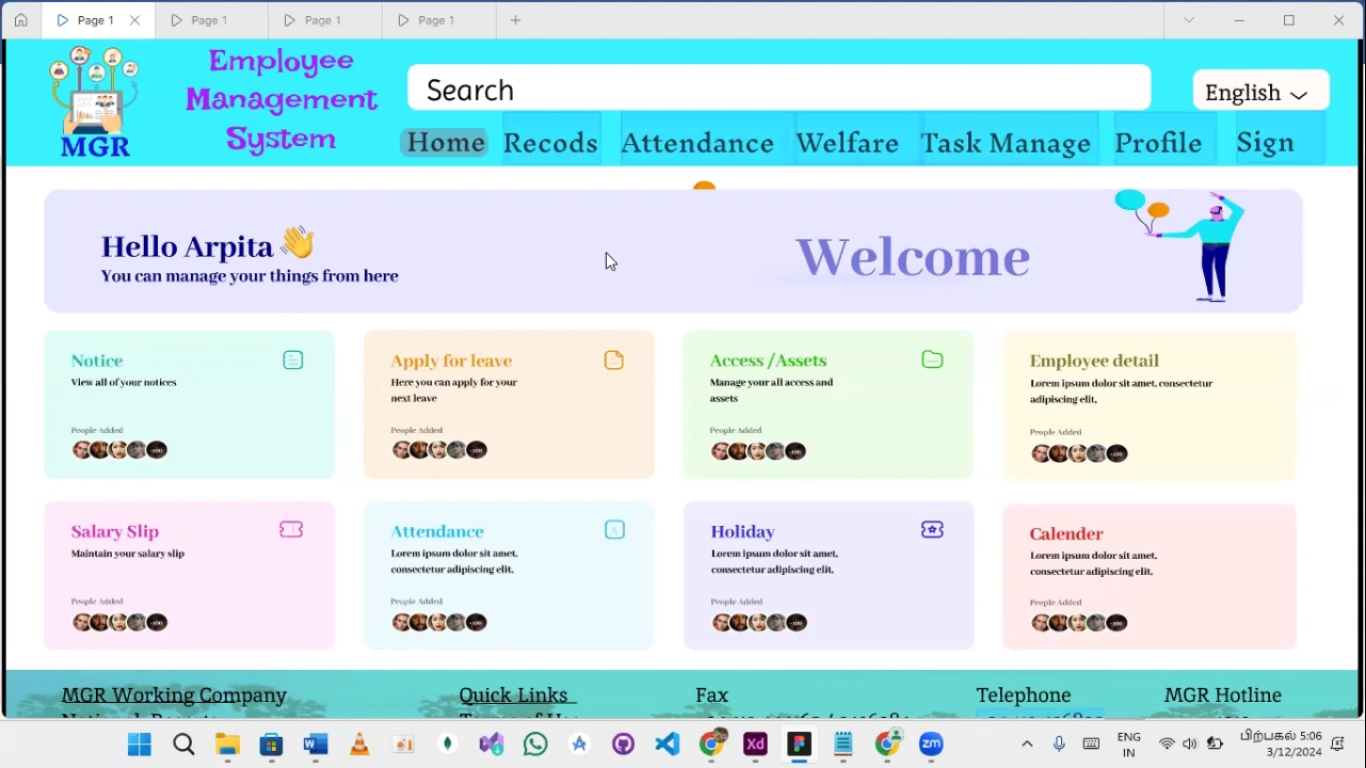 Page 1
Page 1
Page 1
Page 1
Employee
Management
System
MGR
Search
English
Home Recods Attendance Welfare Task Manage Profile Sign
Hello Arpita 👋
You can manage your things from here
Welcome
Notice
View all of your notices
People Added
+100
Apply for leave
Here you can apply for your
next leave
People Added
+100
Access /Assets
Manage your all access and
assets
People Added
+100
Employee detail
Lorem ipsum dolor sit amet, consectetur
adipiscing elit.
People Added
+100
Salary Slip
Maintain your salary slip
People Added
+100
Attendance
Lorem ipsum dolor sit amet,
consectetur adipiscing elit.
People Added
+100
Holiday
Lorem ipsum dolor sit amet,
consectetur adipiscing elit.
People Added
+100
Calender
Lorem ipsum dolor sit amet,
consectetur adipiscing elit.
People Added
+100
MGR Working Company Quick Links Fax Telephone MGR Hotline
ENG
IN
பிற்பகல் 5:06
3/12/2024
Xd
zm